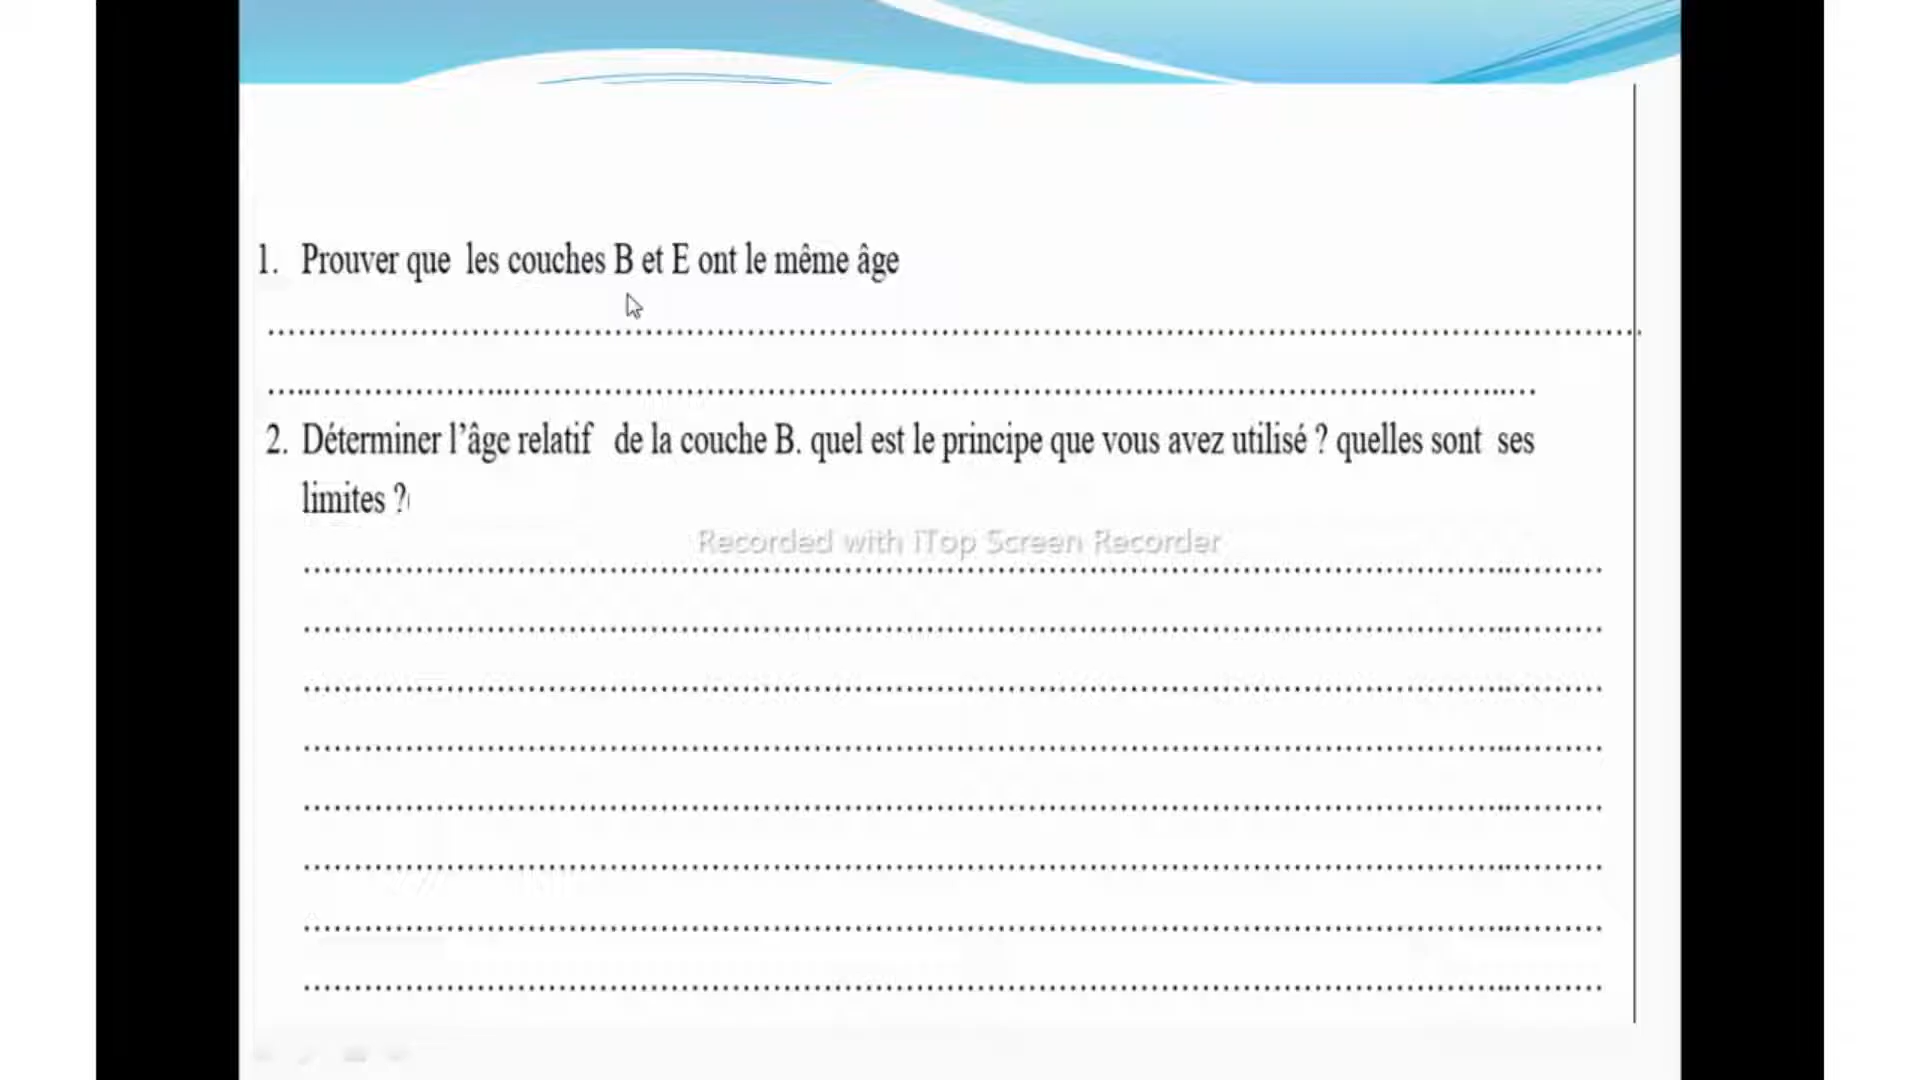 1. Prouver que les couches B et E ont le même âge
2. Déterminer l’âge relatif de la couche B. quel est le principe que vous avez utilisé ? quelles sont ses
limites ?
Recorded with iTop Screen Recorder